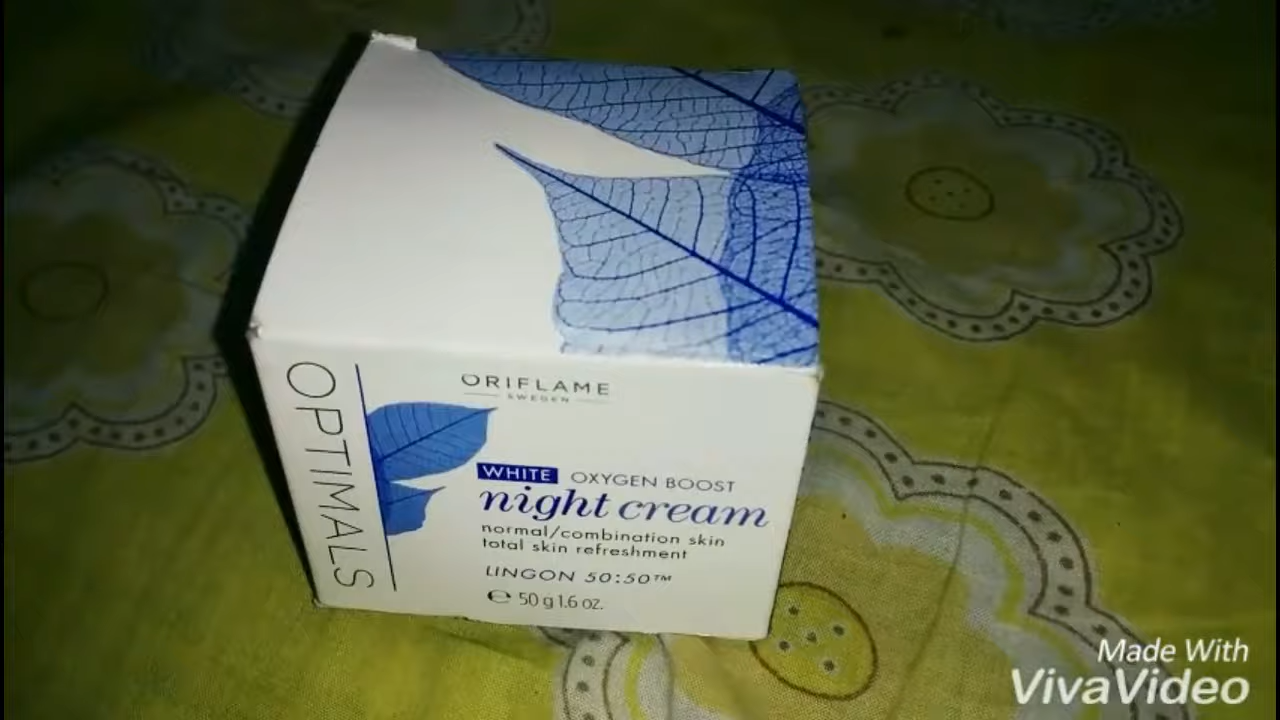 OPTIMALS
ORIFLAME
SWEDEN
WHITE OXYGEN BOOST
night cream
normal/combination skin
total skin refreshment
LINGON 50:50™
℮ 50 g 1.6 oz.
Made With
VivaVideo